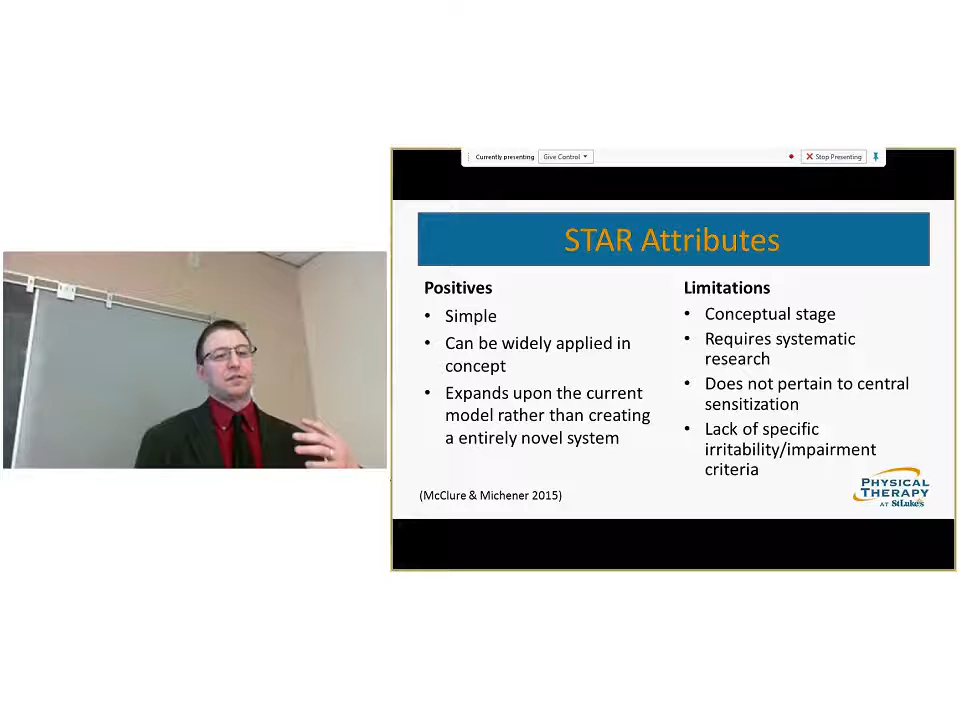 Currently presenting Give Control Stop Presenting
STAR Attributes
Positives
• Simple
• Can be widely applied in
concept
• Expands upon the current
model rather than creating
a entirely novel system
(McClure & Michener 2015)
Limitations
• Conceptual stage
• Requires systematic
research
• Does not pertain to central
sensitization
• Lack of specific
irritability/impairment
criteria
PHYSICAL
THERAPY
AT StLuke's